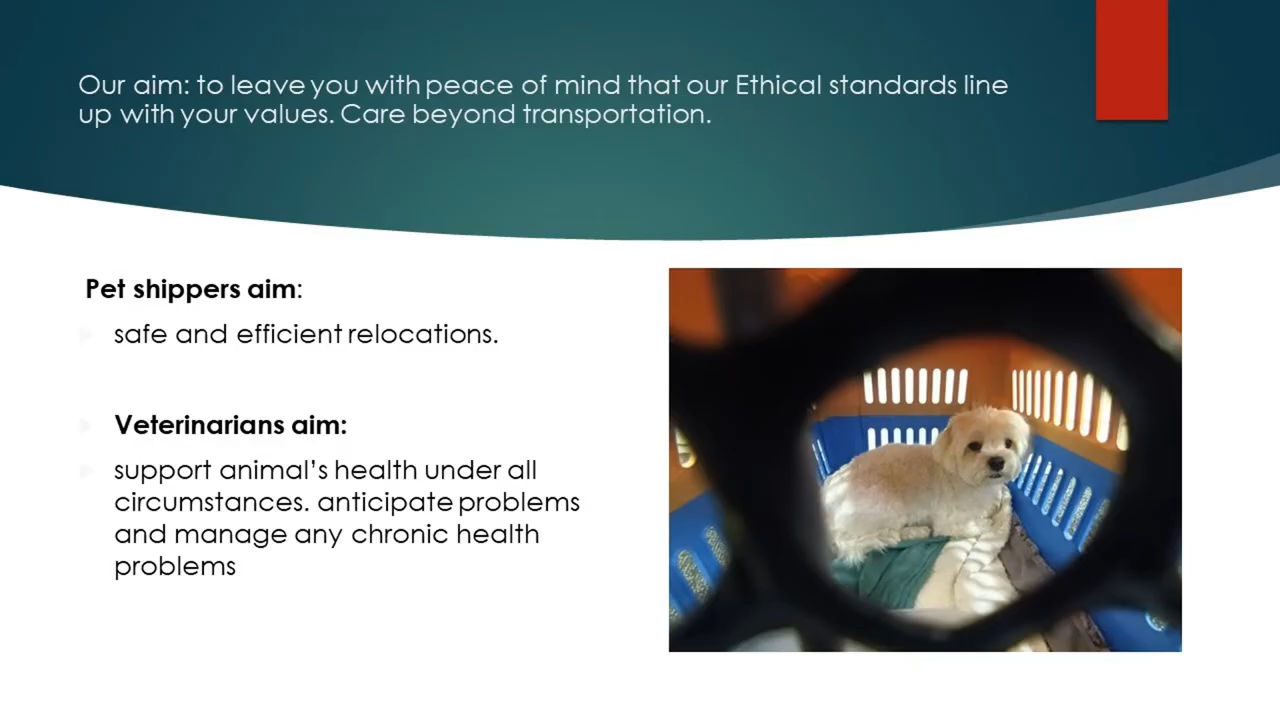 Our aim: to leave you with peace of mind that our Ethical standards line
up with your values. Care beyond transportation.
Pet shippers aim:
safe and efficient relocations.
Veterinarians aim:
support animal's health under all
circumstances. anticipate problems
and manage any chronic health
problems